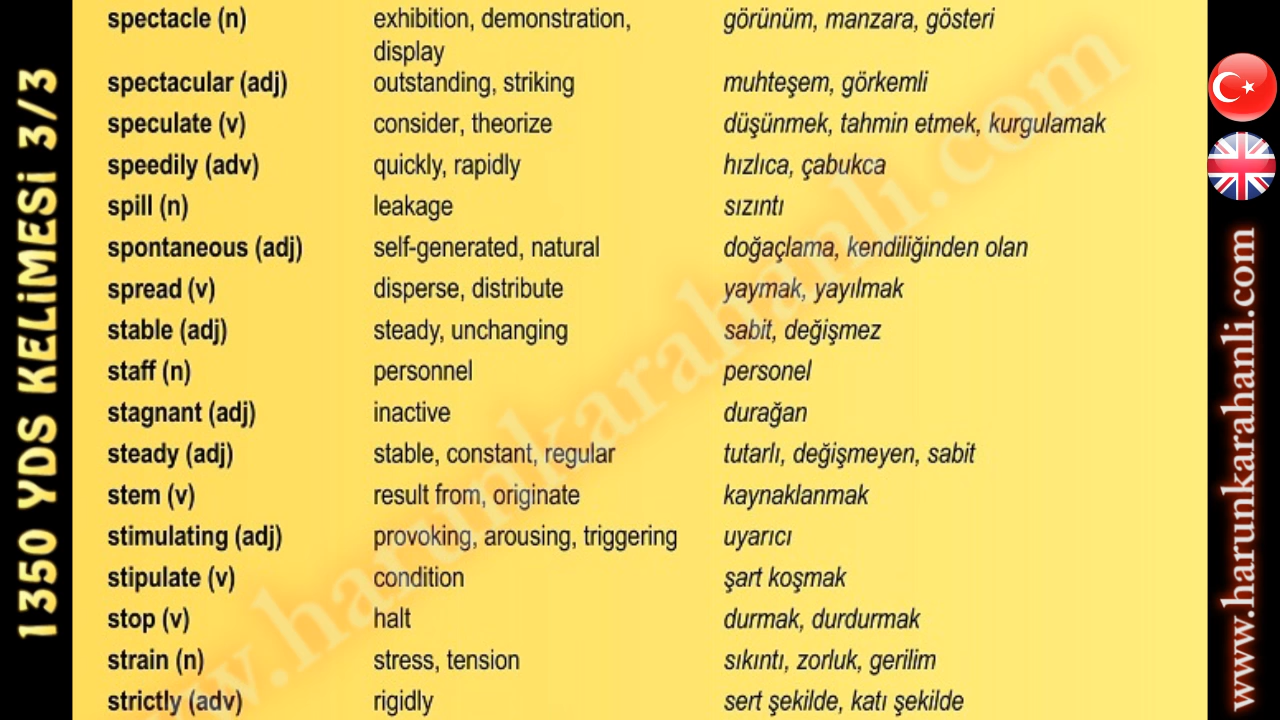 1350 YDS KELİMESİ 3/3
spectacle (n) exhibition, demonstration, görünüm, manzara, gösteri
display
spectacular (adj) outstanding, striking muhteşem, görkemli
speculate (v) consider, theorize düşünmek, tahmin etmek, kurgulamak
speedily (adv) quickly, rapidly hızlıca, çabukca
spill (n) leakage sızıntı
spontaneous (adj) self-generated, natural doğaçlama, kendiliğinden olan
spread (v) disperse, distribute yaymak, yayılmak
stable (adj) steady, unchanging sabit, değişmez
staff (n) personnel personel
stagnant (adj) inactive durağan
steady (adj) stable, constant, regular tutarlı, değişmeyen, sabit
stem (v) result from, originate kaynaklanmak
stimulating (adj) provoking, arousing, triggering uyarıcı
stipulate (v) condition şart koşmak
stop (v) halt durmak, durdurmak
strain (n) stress, tension sıkıntı, zorluk, gerilim
strictly (adv) rigidly sert şekilde, katı şekilde
www.harunkarahanli.com
w.harunkarahanli.com